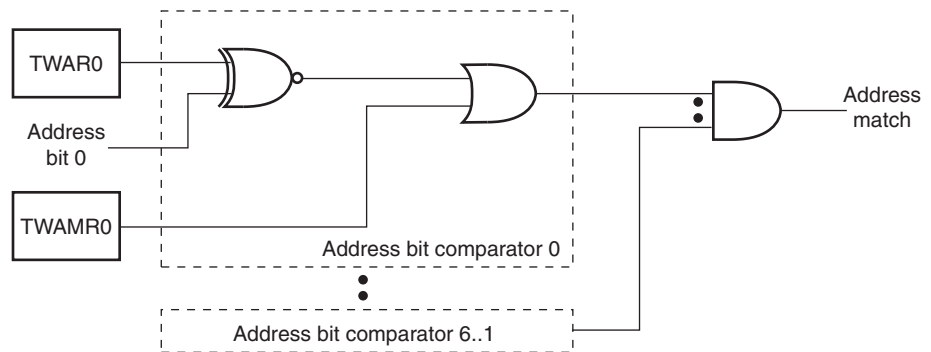 TWAR0
Address
bit 0
TWAMR0
Address bit comparator 0
Address bit comparator 6..1
Address
match